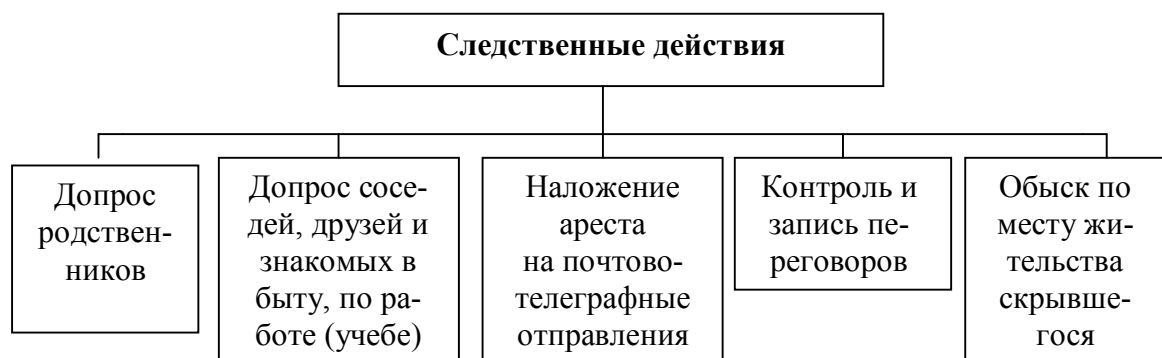 Следственные действия
Допрос
родствен-
ников
Допрос сосе-
дей, друзей и
знакомых в
быту, по ра-
боте (учебе)
Наложение
ареста
на почтово-
телеграфные
отправления
Контроль и
запись пе-
реговоров
Обыск по
месту жи-
тельства
скрывше-
гося